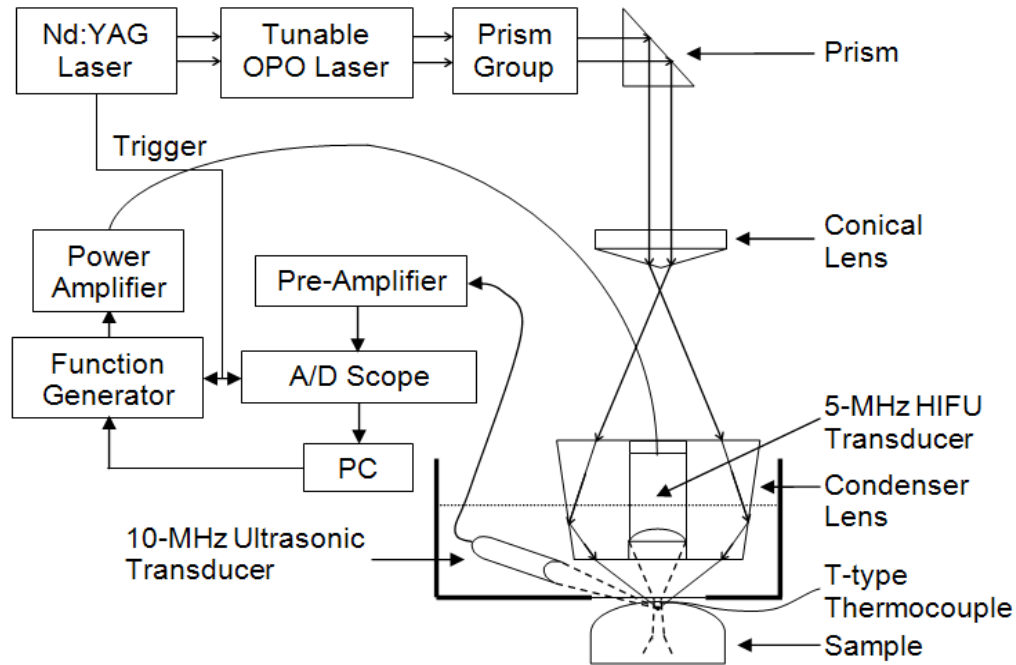 Nd:YAG
Laser
Tunable
OPO Laser
Prism
Group
Prism
Trigger
Conical
Lens
Power
Amplifier
Pre-Amplifier
Function
Generator
A/D Scope
PC
5-MHz HIFU
Transducer
Condenser
Lens
10-MHz Ultrasonic
Transducer
T-type
Thermocouple
Sample